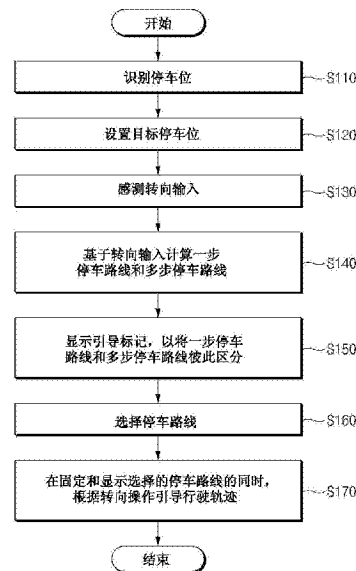 开始
识别停车位
S110
设置目标停车位
S120
感测转向输入
S130
基于转向输入计算一步
停车路线和多步停车路线
S140
显示引导标记，以将一步停车
路线和多步停车路线彼此区分
S150
选择停车路线
S160
在固定和显示选择的停车路线的同时，
根据转向操作引导行驶轨迹
S170
结束